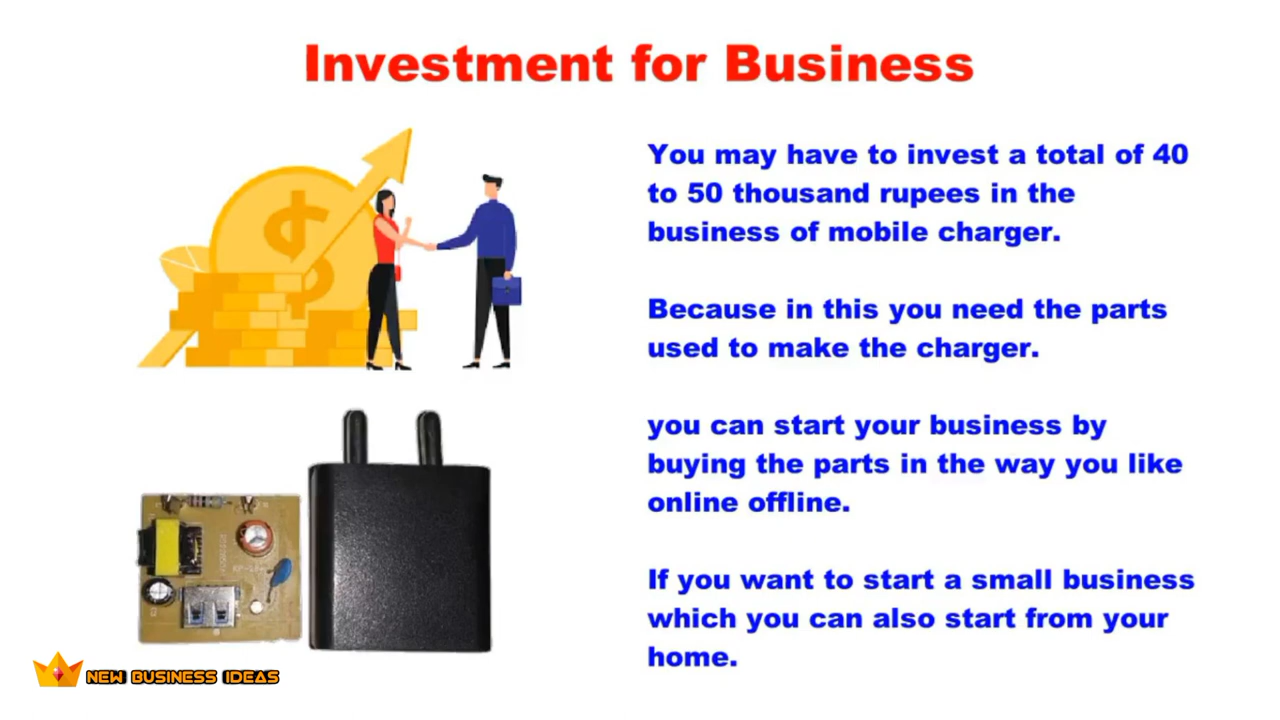 Investment for Business
You may have to invest a total of 40
to 50 thousand rupees in the
business of mobile charger.
Because in this you need the parts
used to make the charger.
you can start your business by
buying the parts in the way you like
online offline.
If you want to start a small business
which you can also start from your
home.
NEW BUSINESS IDEAS